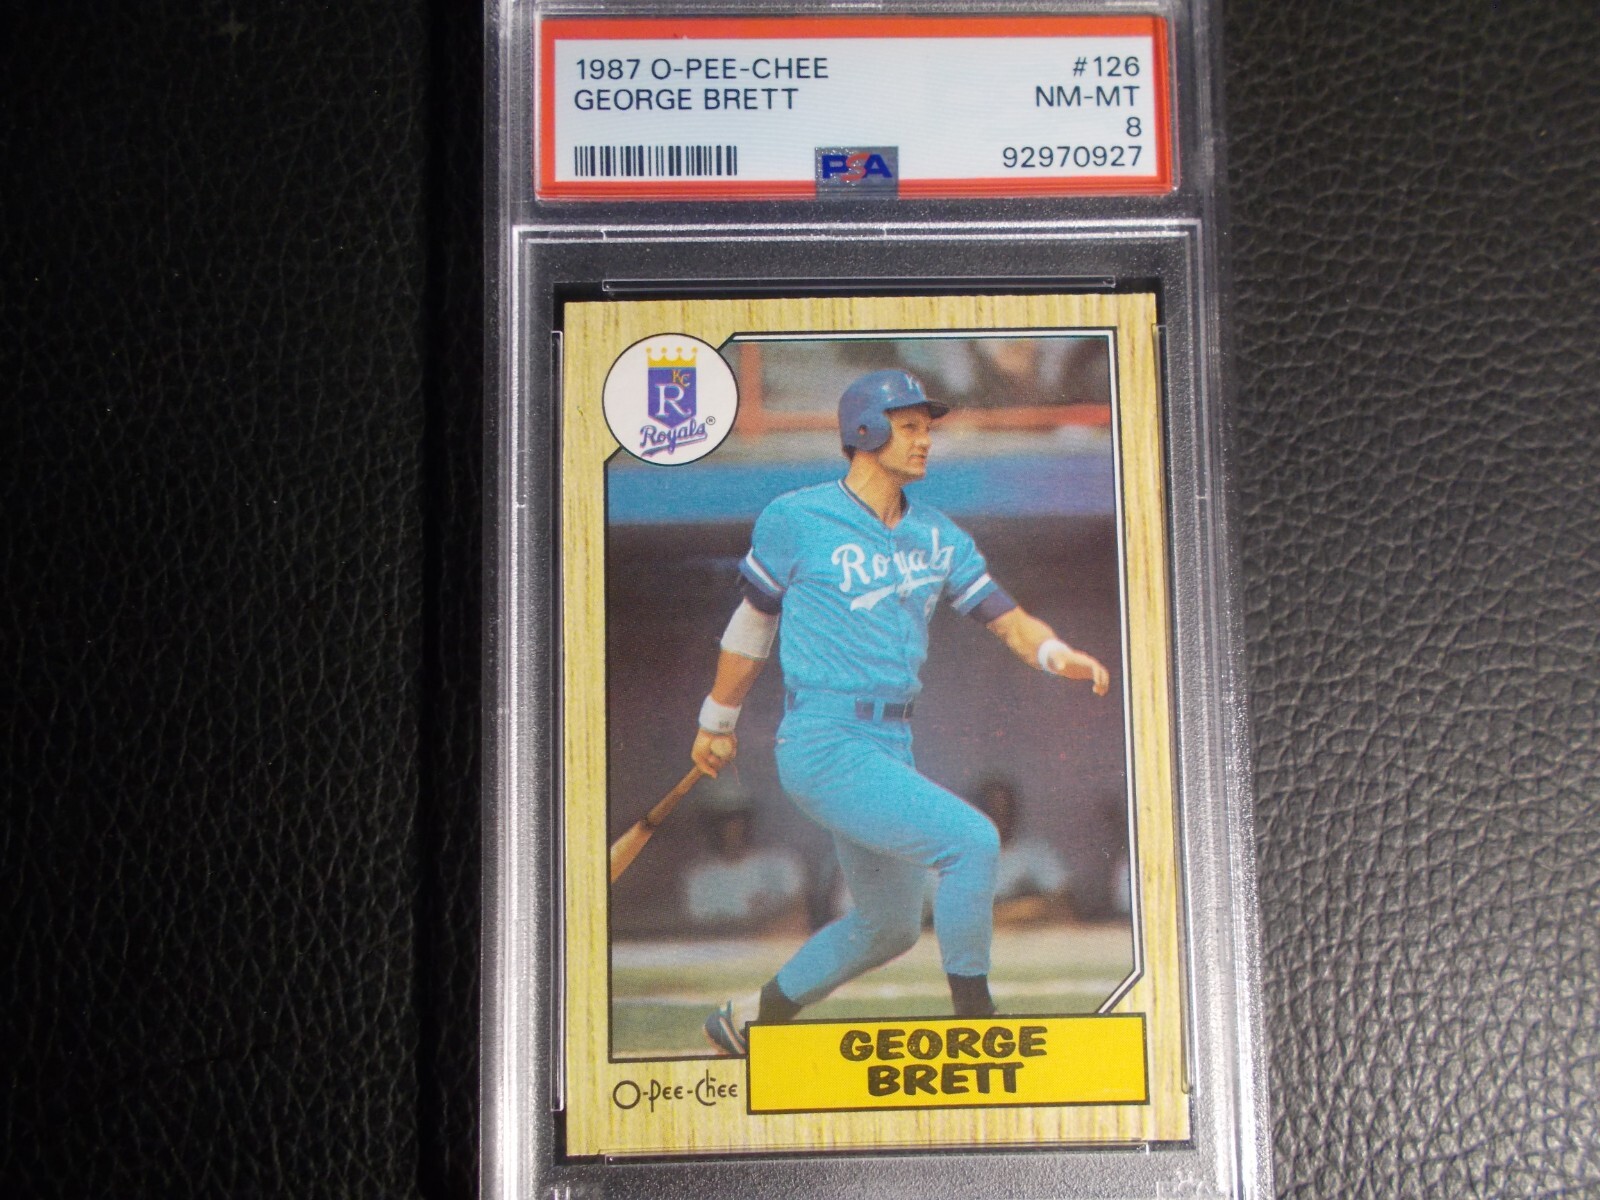 1987 O-PEE-CHEE #126
GEORGE BRETT NM-MT
8
PSA 92970927
KC
R
Royals®
K
Royals
O-Pee-Chee
GEORGE
BRETT